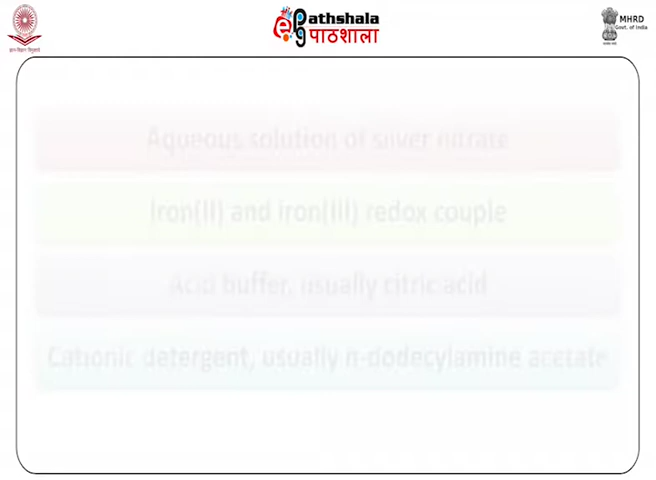 ePathshala
पाठशाला
MHRD
Govt. of India
Aqueous solution of silver nitrate
Iron(II) and iron(III) redox couple
Acid buffer, usually citric acid
Cationic detergent, usually n-dodecylamine acetate